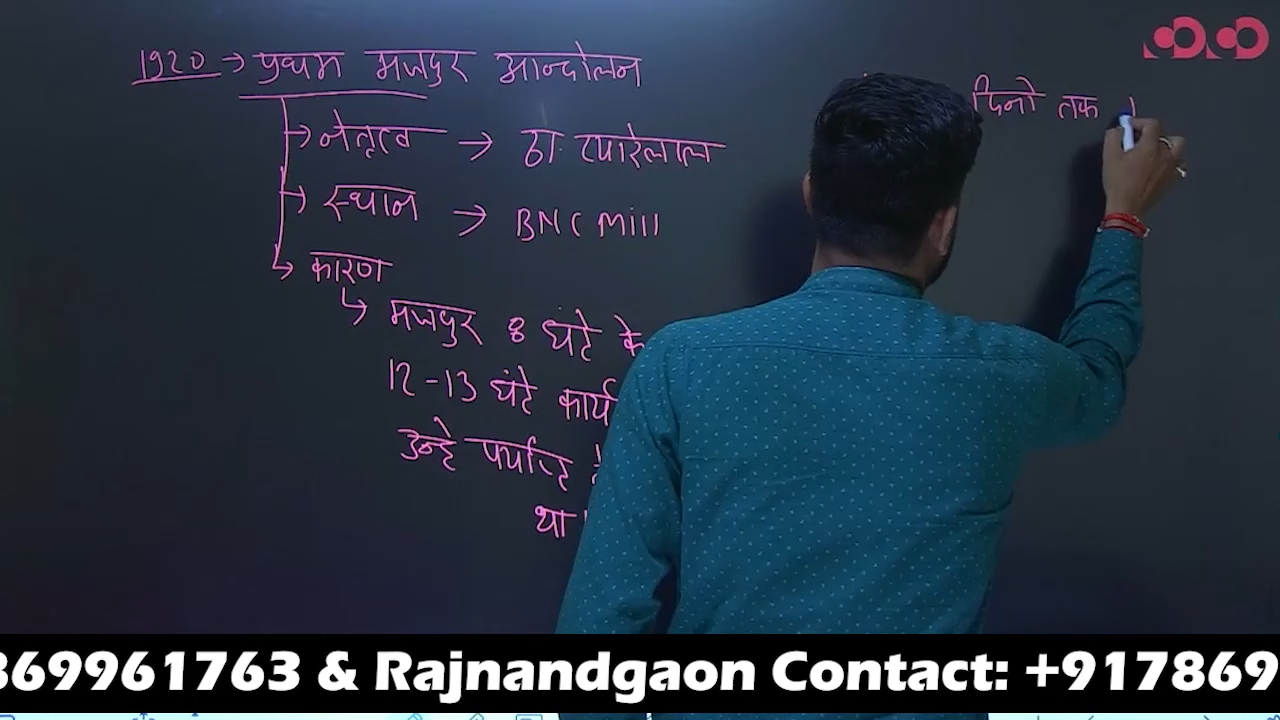 1920 → प्रथम मजदुर आन्दोलन
→ नेतृत्व → ठा. प्यारेलाल
→ स्थान → BNC Mill
→ कारण
↳ मजदुर 8 घंटे के
12-13 घंटे कार्य
उन्हे पर्याप्त
था।
दिनो तक
369961763 & Rajnandgaon Contact: +917869